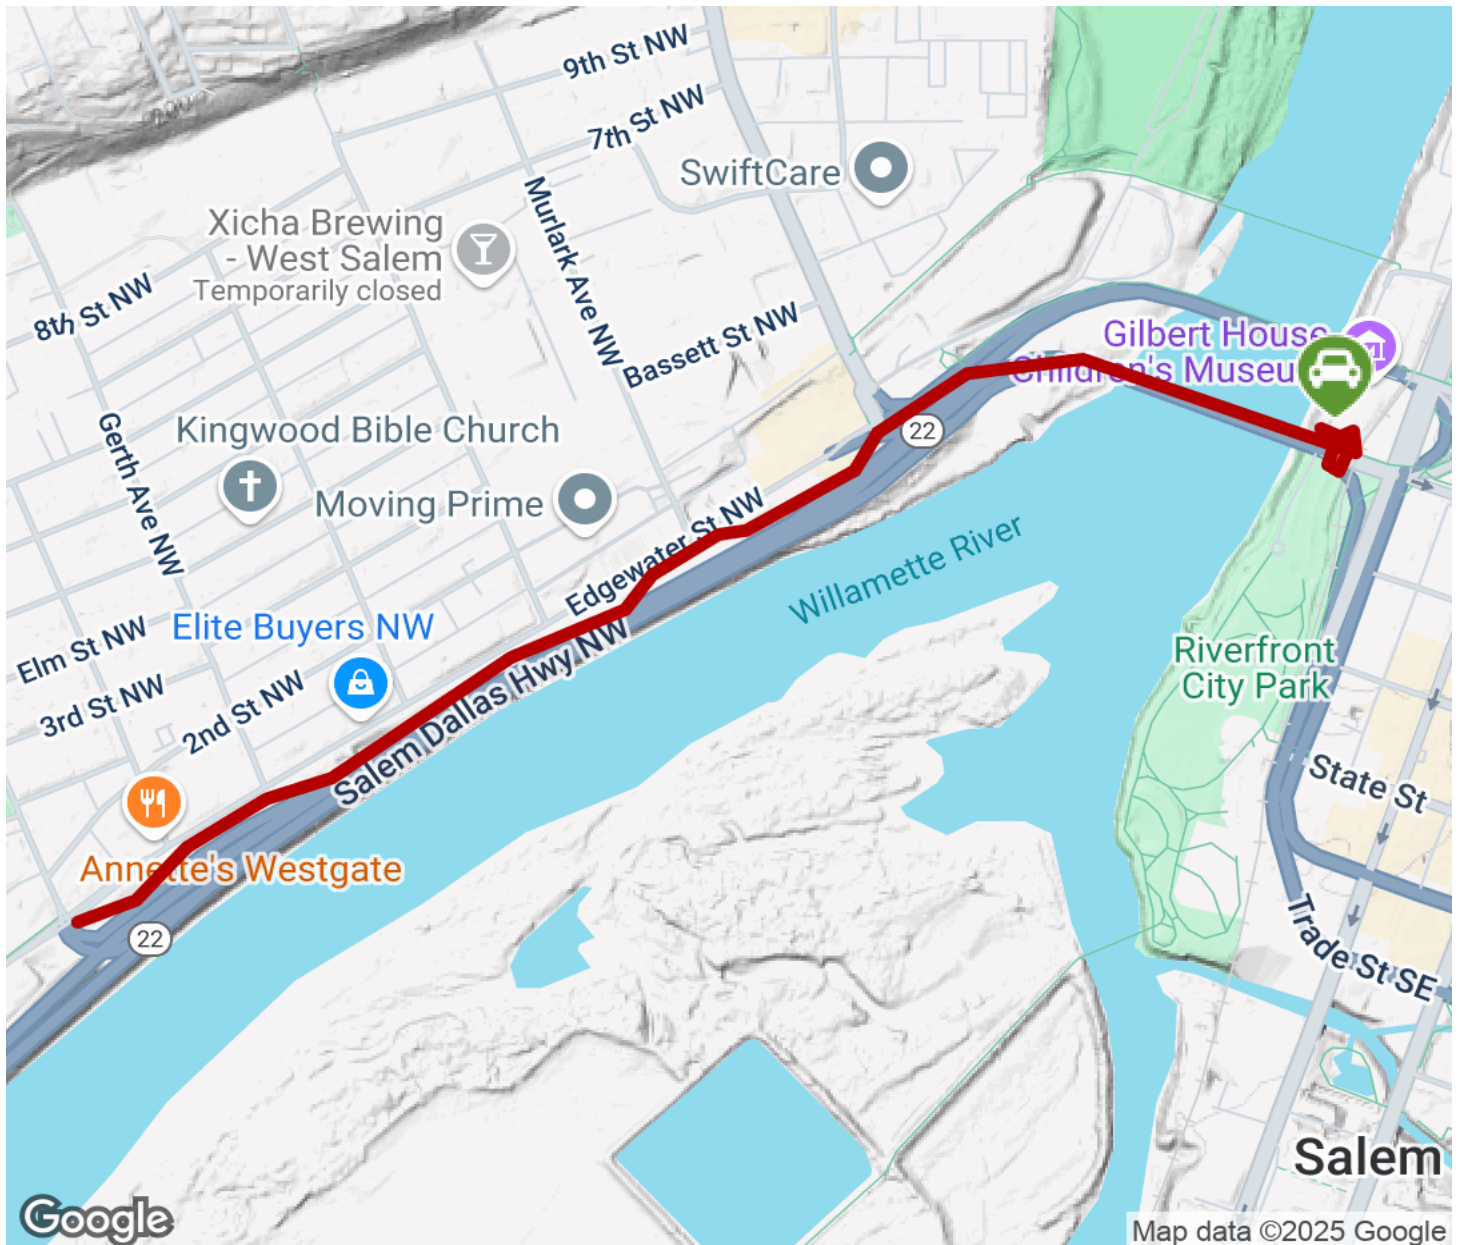 9th St NW
7th St NW
SwiftCare
Murlark Ave NW
Xicha Brewing
- West Salem
Temporarily closed
8th St NW
Bassett St NW
Gilbert House
Children's Museu
Gerth Ave NW
Kingwood Bible Church
22
Moving Prime
Edgewater St NW
Willamette River
Elm St NW
Elite Buyers NW
Salem Dallas Hwy NW
Riverfront
City Park
3rd St NW
2nd St NW
State St
Annette's Westgate
22
Trade St SE
Salem
Google
Map data ©2025 Google